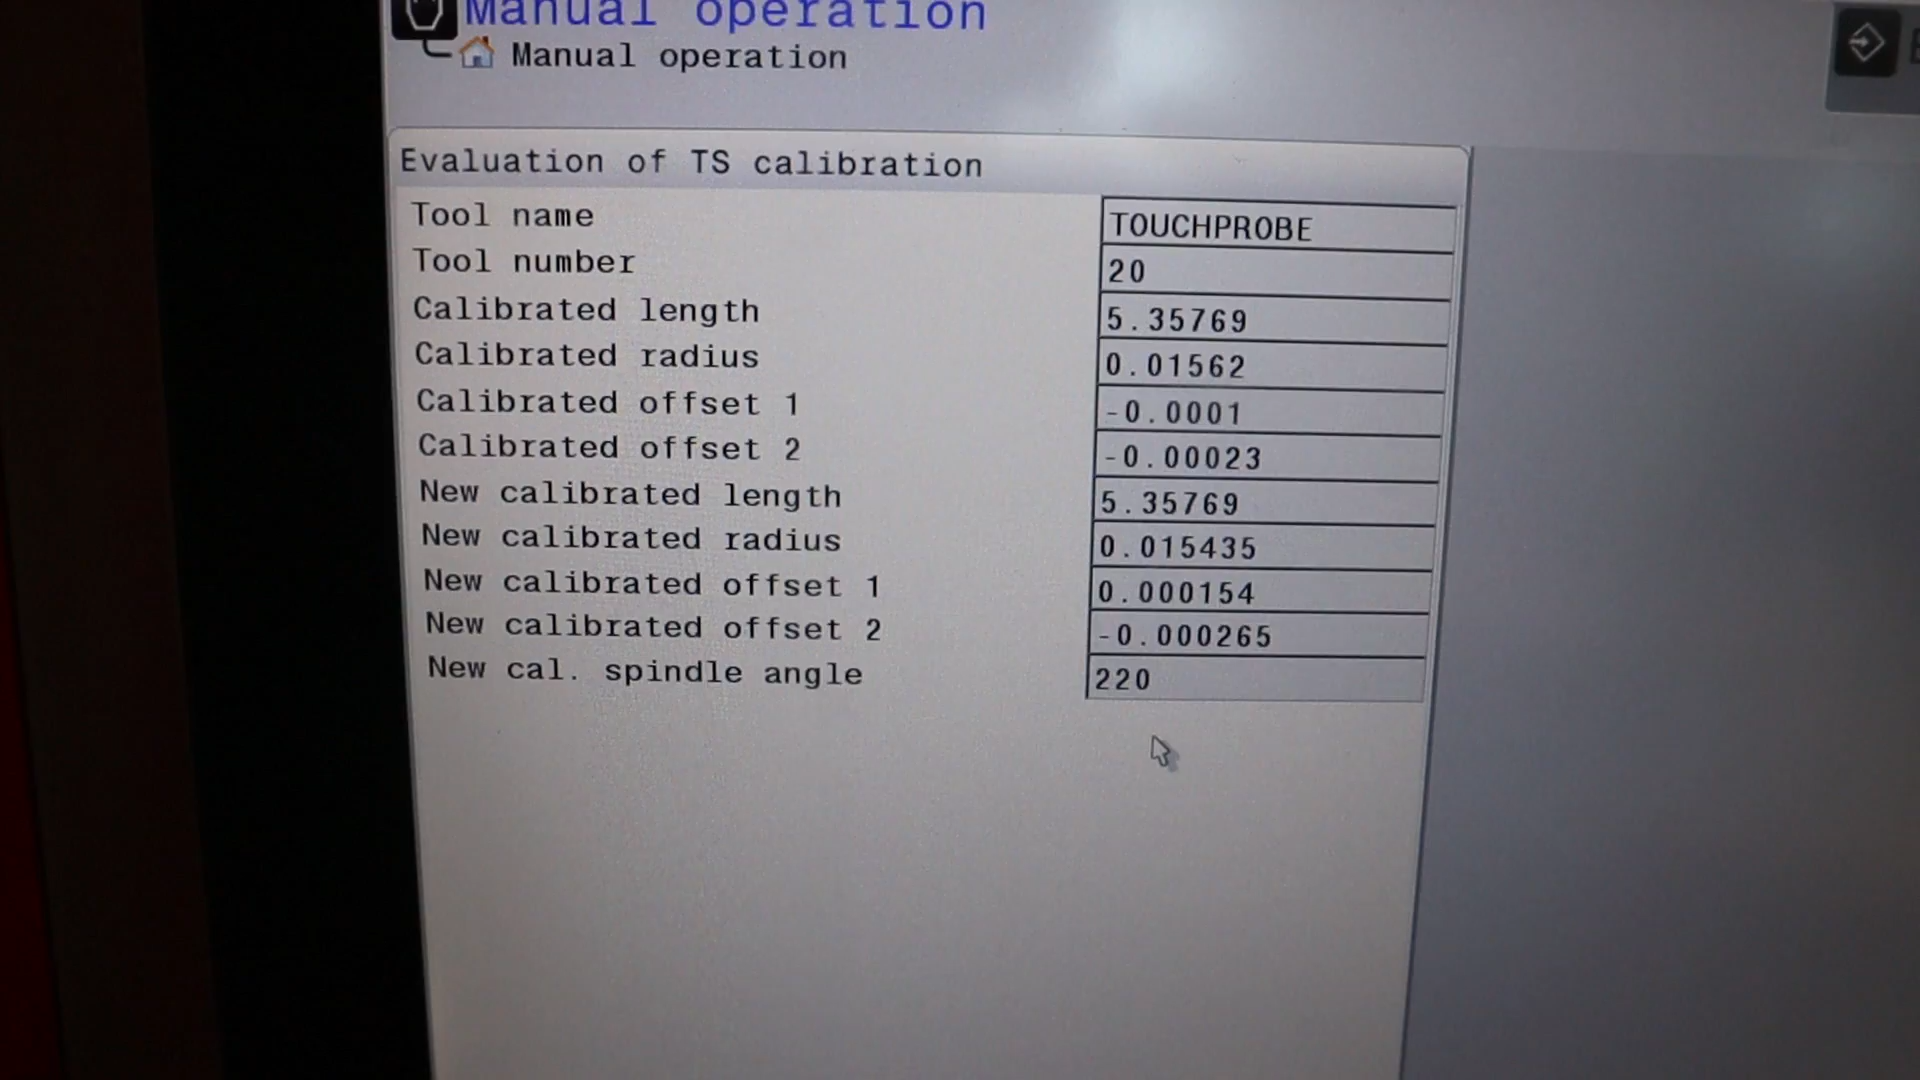 Manual operation
Manual operation
Evaluation of TS calibration
Tool name TOUCHPROBE
Tool number 20
Calibrated length 5.35769
Calibrated radius 0.01562
Calibrated offset 1 -0.0001
Calibrated offset 2 -0.00023
New calibrated length 5.35769
New calibrated radius 0.015435
New calibrated offset 1 0.000154
New calibrated offset 2 -0.000265
New cal. spindle angle 220